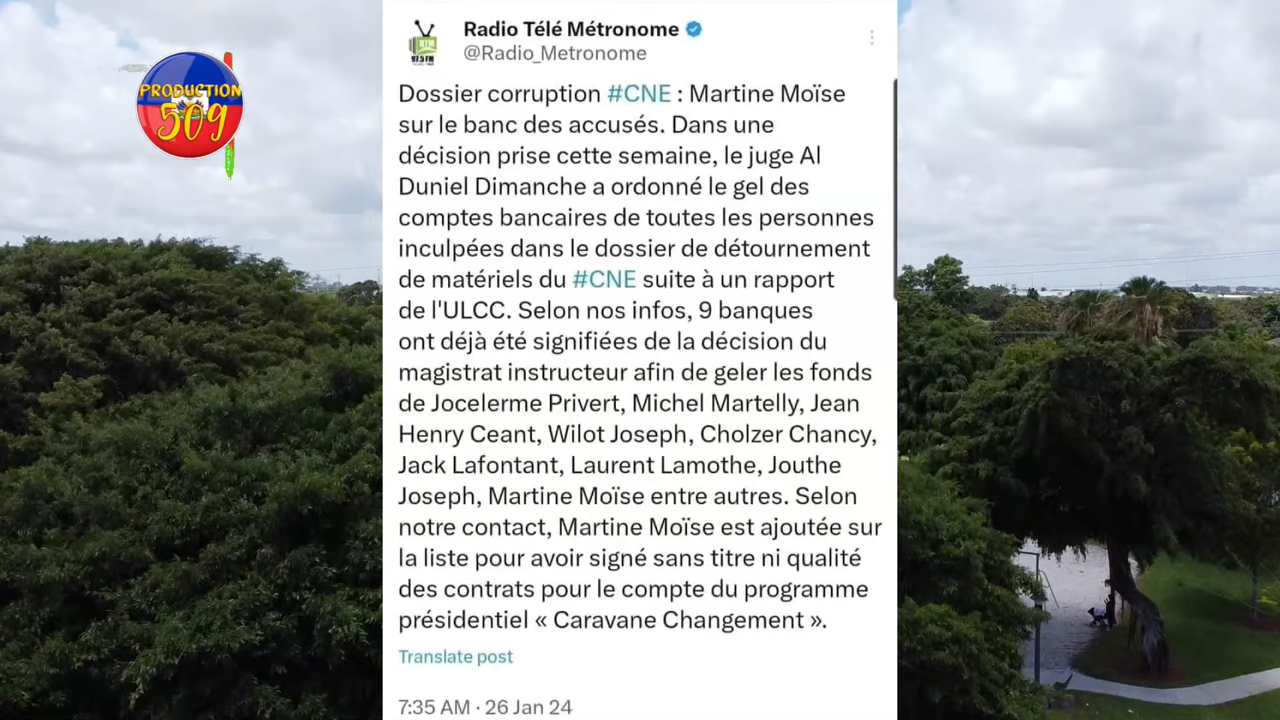 Radio Télé Métronome
@Radio_Metronome
PRODUCTION
509
97.5 FM
Dossier corruption #CNE : Martine Moïse
sur le banc des accusés. Dans une
décision prise cette semaine, le juge Al
Duniel Dimanche a ordonné le gel des
comptes bancaires de toutes les personnes
inculpées dans le dossier de détournement
de matériels du #CNE suite à un rapport
de l'ULCC. Selon nos infos, 9 banques
ont déjà été signifiées de la décision du
magistrat instructeur afin de geler les fonds
de Jocelerme Privert, Michel Martelly, Jean
Henry Ceant, Wilot Joseph, Cholzer Chancy,
Jack Lafontant, Laurent Lamothe, Jouthe
Joseph, Martine Moïse entre autres. Selon
notre contact, Martine Moïse est ajoutée sur
la liste pour avoir signé sans titre ni qualité
des contrats pour le compte du programme
présidentiel « Caravane Changement ».
Translate post
7:35 AM · 26 Jan 24